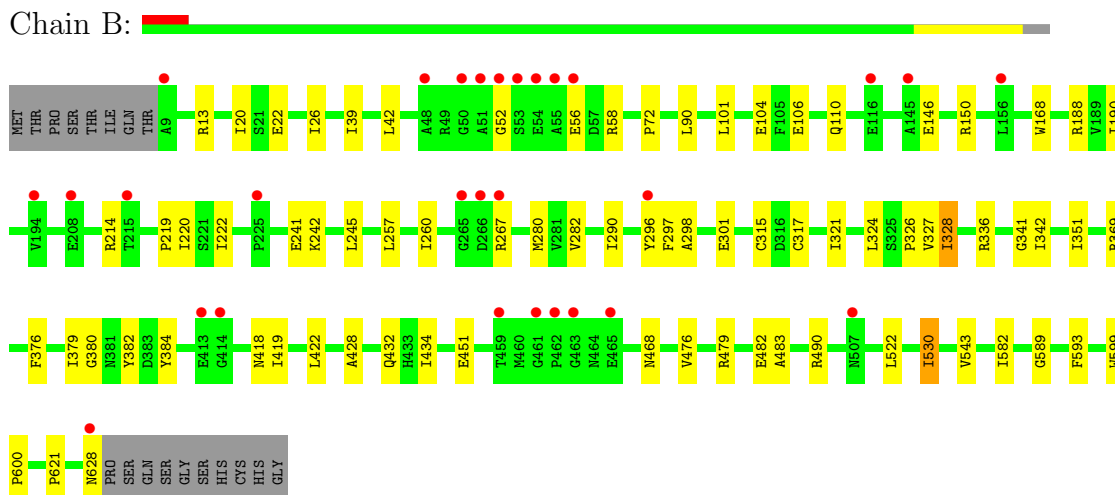 Chain B:
MET THR PRO SER THR ILE GLN THR A9 R13 I20 S21 E22 I26 I39 L42 A48 R49 G50 A51 G52 S53 E54 A55 E56 D57 R58 P72 L90 L101 E104 F105 E106 Q110 E116 A145 E146 R150 L156 W168 R188 V189
V194 E208 T215 R214 P219 I220 S221 I222 P225 E241 K242 L245 L257 I260 G265 D266 R267 M280 V281 V282 I290 Y296 F297 A298 E301 C315 D316 C317 I321 L324 S325 P326 V327 I328 R336 G341 I342 I351
F376 I379 G380 N381 Y382 D383 Y384 E413 G414 N418 I419 L422 A428 Q432 H433 I434 E451 T459 M460 G461 P462 G463 N464 E465 N468 V476 R479 E482 A483 R490 N507 L522 I530 V543 I582 G589 F593 W599
P600 P621 N628 PRO SER GLN SER GLY SER HIS CYS HIS GLY